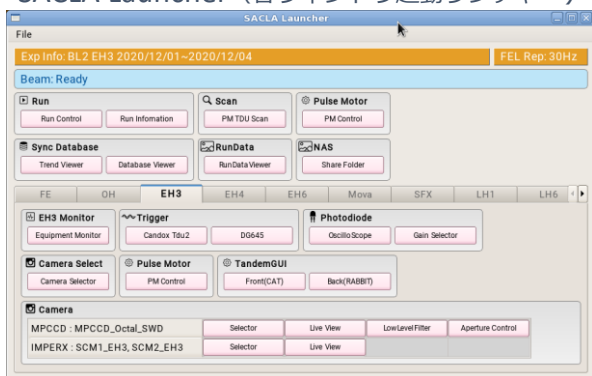 SACLA Launcher（各ウィンドウ起動ランチャー）
SACLA Launcher
File
Exp Info: BL2 EH3 2020/12/01~2020/12/04 FEL Rep: 30Hz
Beam: Ready
Run Scan Pulse Motor
Run Control Run Infomation PM TDU Scan PM Control
Sync Database RunData NAS
Trend Viewer Database Viewer RunData Viewer Share Folder
FE OH EH3 EH4 EH6 Mova SFX LH1 LH6
EH3 Monitor Trigger Photodiode
Equipment Monitor Candox Tdu2 DG645 OscilloScope Gain Selector
Camera Select Pulse Motor TandemGUI
Camera Selector PM Control Front(CAT) Back(RABBIT)
Camera
MPCCD : MPCCD_Octal_SWD Selector Live View LowLevelFilter Aperture Control
IMPERX : SCM1_EH3, SCM2_EH3 Selector Live View